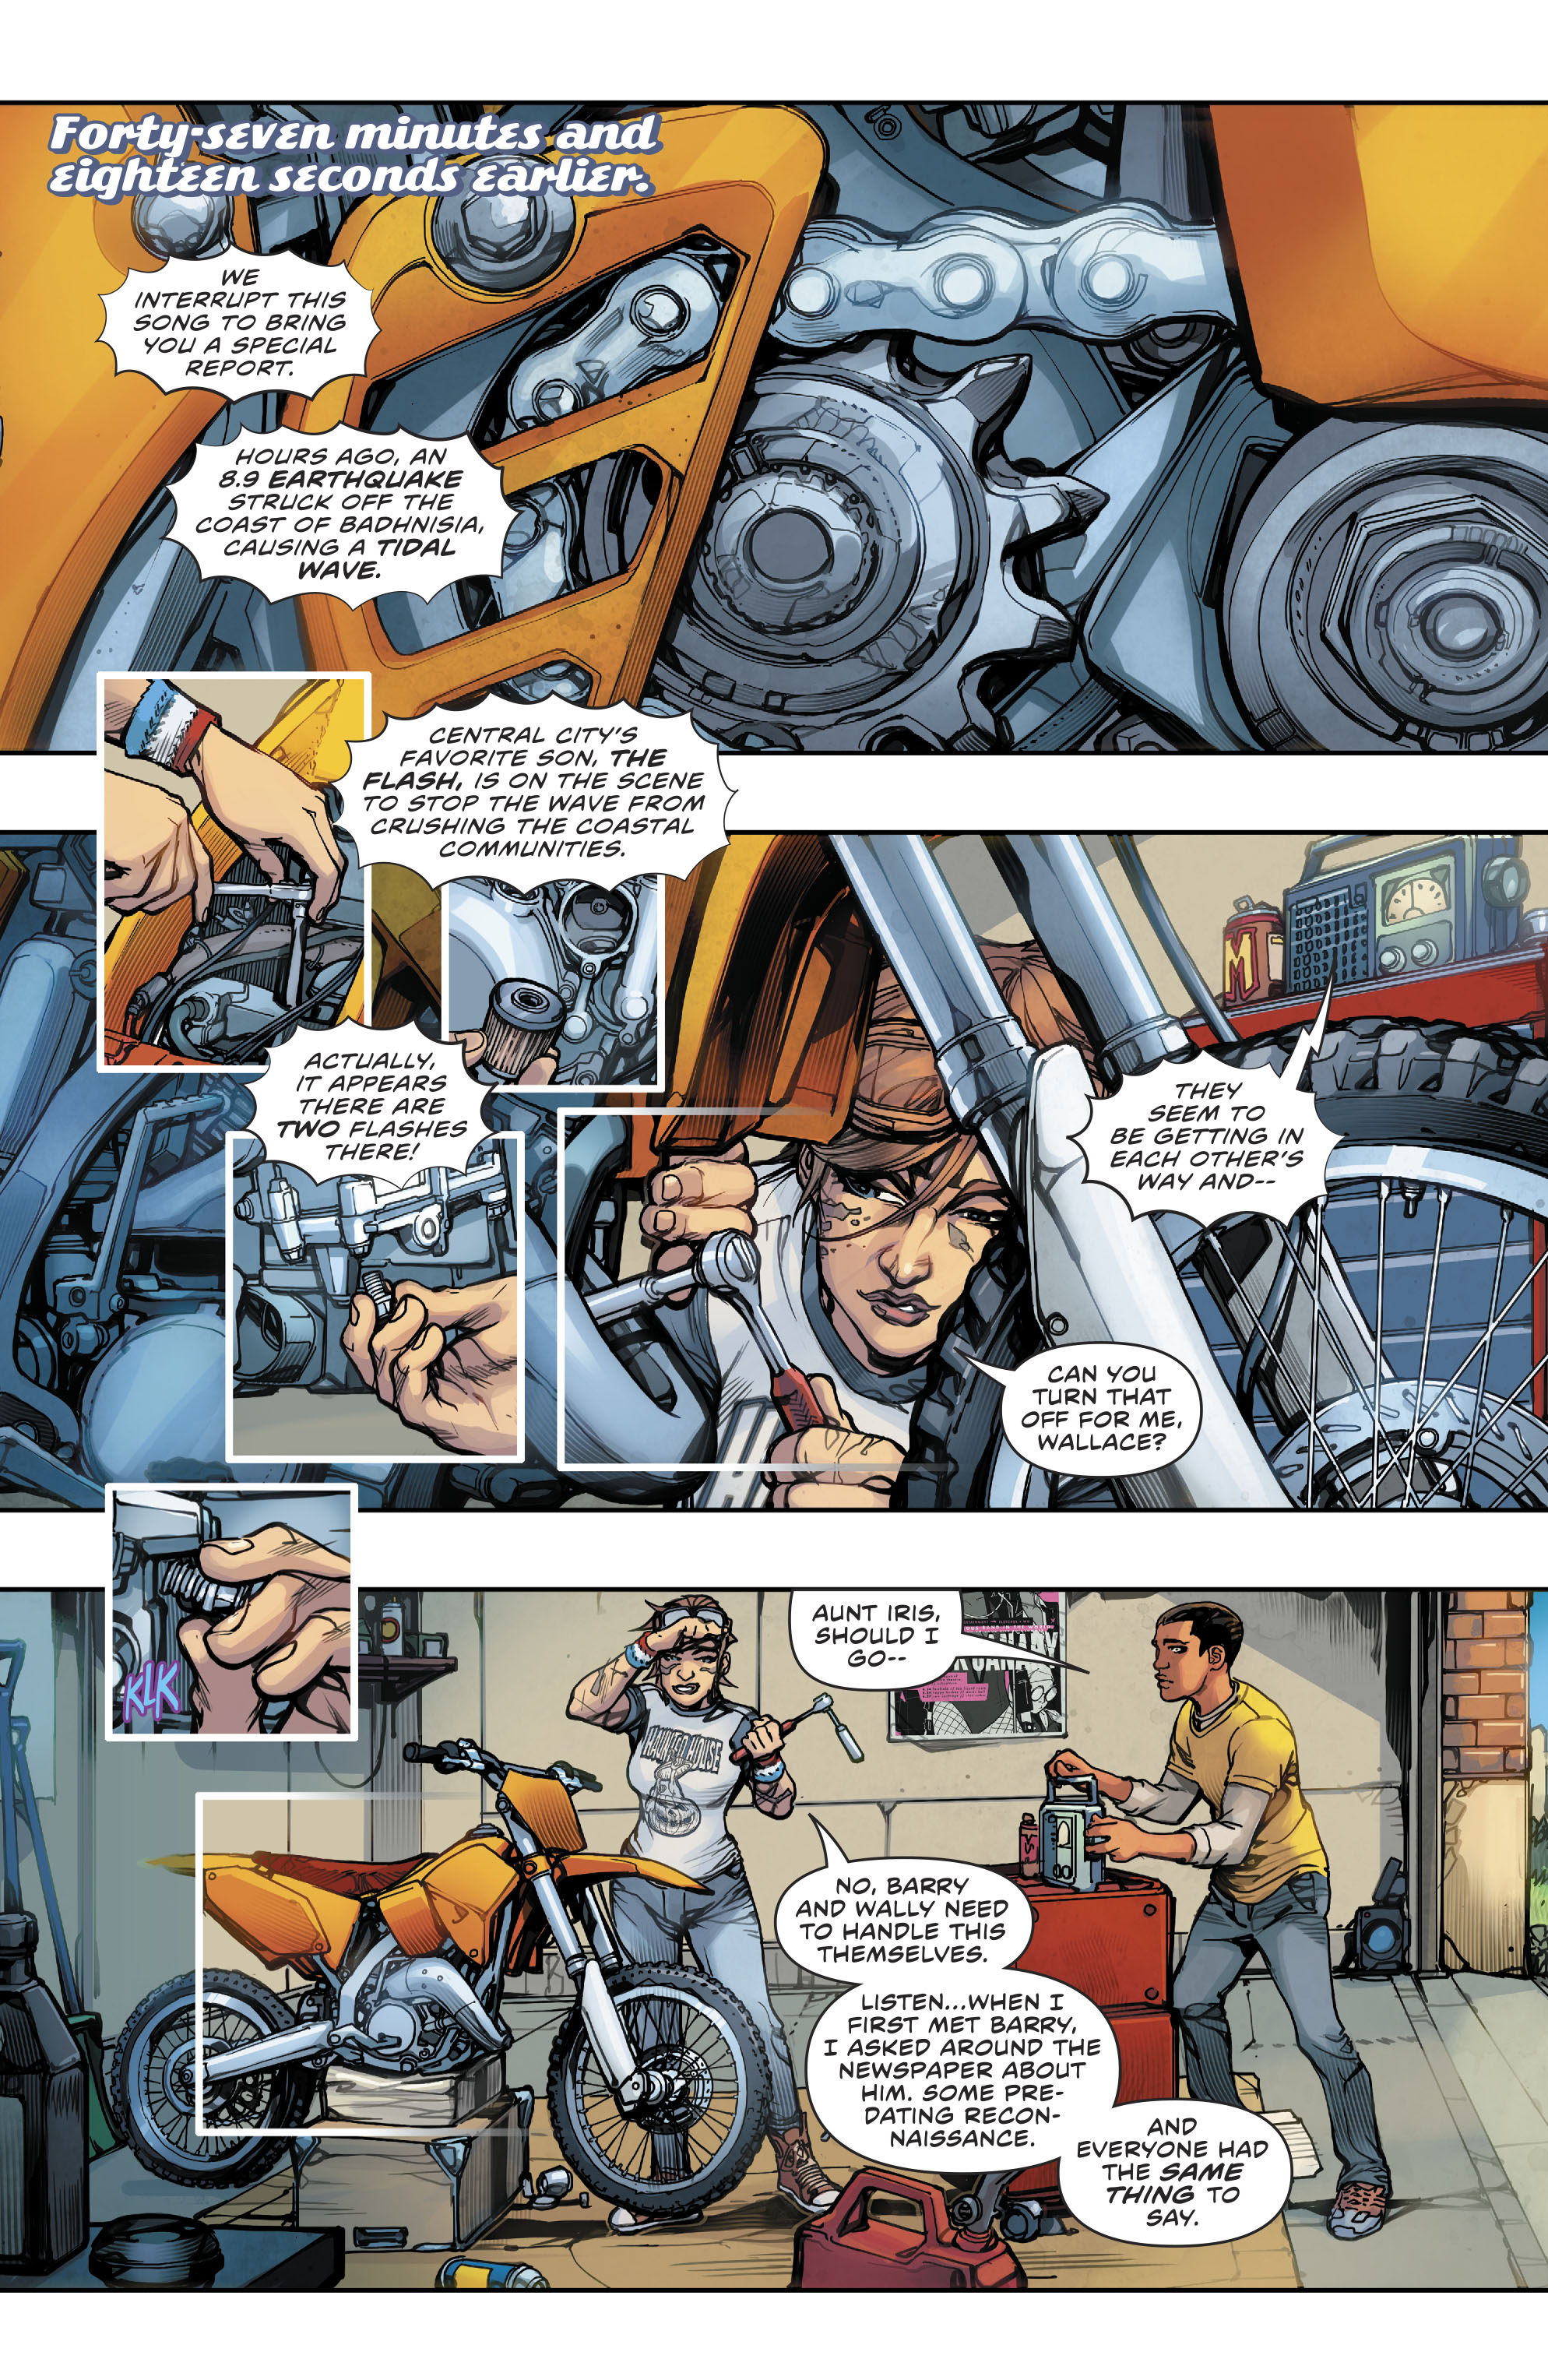 Forty-seven minutes and
eighteen seconds earlier.
WE
INTERRUPT THIS
SONG TO BRING
YOU A SPECIAL
REPORT.
HOURS AGO, AN
8.9 EARTHQUAKE
STRUCK OFF THE
COAST OF BADHNISIA,
CAUSING A TIDAL
WAVE.
CENTRAL CITY'S
FAVORITE SON, THE
FLASH, IS ON THE SCENE
TO STOP THE WAVE FROM
CRUSHING THE COASTAL
COMMUNITIES.
ACTUALLY,
IT APPEARS
THERE ARE
TWO FLASHES
THERE!
M
THEY
SEEM TO
BE GETTING IN
EACH OTHER'S
WAY AND--
CAN YOU
TURN THAT
OFF FOR ME,
WALLACE?
KLK
AUNT IRIS,
SHOULD I
GO--
HAUNTED HOUSE
NO, BARRY
AND WALLY NEED
TO HANDLE THIS
THEMSELVES.
LISTEN...WHEN I
FIRST MET BARRY,
I ASKED AROUND THE
NEWSPAPER ABOUT
HIM. SOME PRE-
DATING RECON-
NAISSANCE.
AND
EVERYONE HAD
THE SAME
THING TO
SAY.